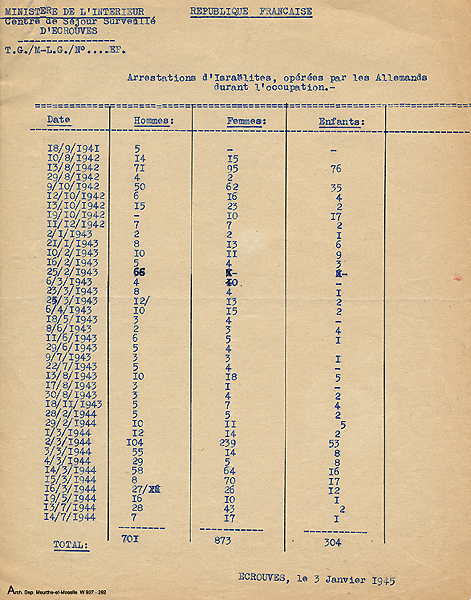 MINISTERE DE L'INTERIEUR REPUBLIQUE FRANCAISE
Centre de Séjour Surveillé
D'ECROUVES
T.G./M-L.G./N°....EF.
Arrestations d'Israëlites, opérées par les Allemands
durant l'occupation.-
Date Hommes: Femmes: Enfants:
18/9/1941 5 - -
10/8/1942 14 15
13/8/1942 71 95 76
29/8/1942 4 2
9/10/1942 50 62 35
12/10/1942 6 16 4
13/10/1942 15 23 2
19/10/1942 - 10 17
11/12/1942 7 7 2
2/1/1943 2 2 1
21/1/1943 8 13 6
10/2/1943 10 11 9
16/2/1943 5 4 3
25/2/1943 66 - -
6/3/1943 4 10 -
23/3/1943 8 4 1
25/3/1943 12/ 13 2
6/4/1943 10 15 2
18/5/1943 3 4 -
8/6/1943 2 3 4
11/6/1943 6 5 1
29/6/1943 5 4
9/7/1943 3 3 1
22/7/1943 5 4 -
13/8/1943 10 18 5
17/8/1943 3 1 -
30/8/1943 3 4 2
18/11/1943 5 7 4
28/2/1944 5 5 2
29/2/1944 10 11 5
1/3/1944 12 14 2
2/3/1944 104 239 53
3/3/1944 55 14 8
4/3/1944 29 5 8
14/3/1944 58 64 16
15/3/1944 8 70 17
16/3/1944 27/ 26 12
19/5/1944 16 10 1
13/7/1944 28 43 2
14/7/1944 7 17 1
TOTAL: 701 873 304
ECROUVES, le 3 Janvier 1945
Arch. Dép. Meurthe-et-Moselle W 927 - 292